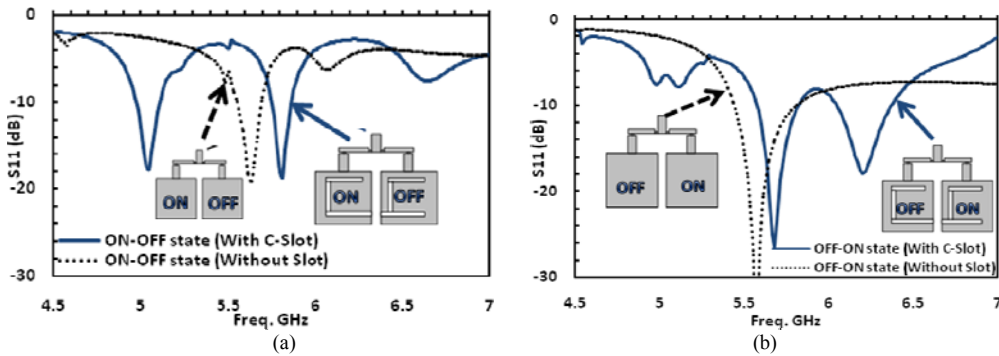 0
-10
-20
-30
S11 (dB)
ON
OFF
ON
OFF
ON-OFF state (With C-Slot)
ON-OFF state (Without Slot)
4.5
5
5.5
6
6.5
7
Freq. GHz
(a)
0
-10
-20
-30
S11 (dB)
OFF
ON
OFF
ON
OFF-ON state (With C-Slot)
OFF-ON state (Without Slot)
4.5
5
5.5
6
6.5
7
Freq. GHz
(b)